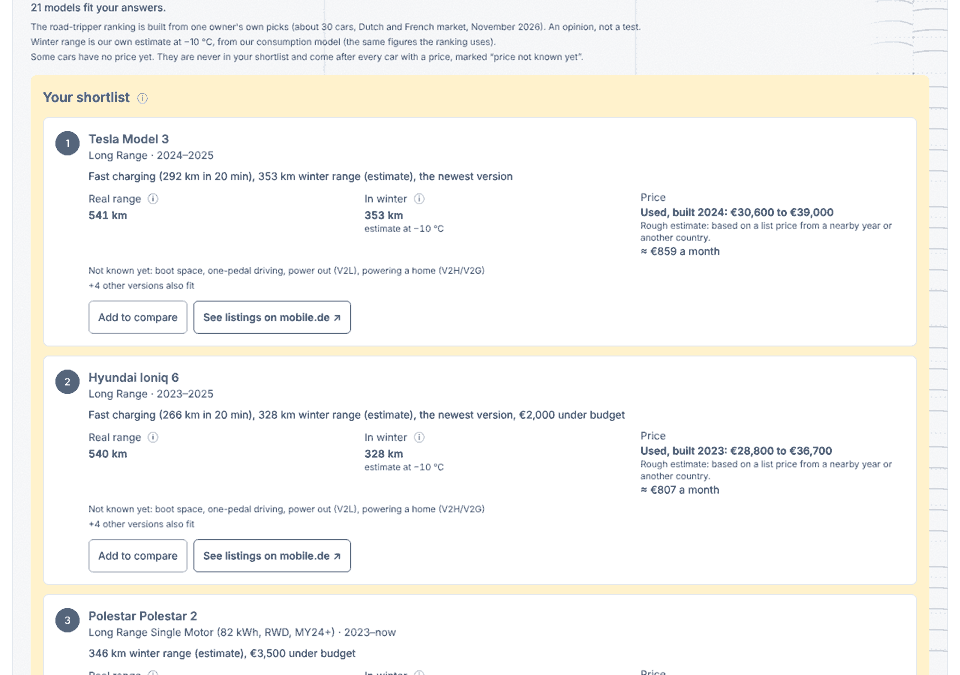 21 models fit your answers.
The road-tripper ranking is built from one owner's own picks (about 30 cars, Dutch and French market, November 2026). An opinion, not a test.
Winter range is our own estimate at −10 °C, from our consumption model (the same figures the ranking uses).
Some cars have no price yet. They are never in your shortlist and come after every car with a price, marked “price not known yet”.
Your shortlist ⓘ
1
Tesla Model 3
Long Range · 2024–2025
Fast charging (292 km in 20 min), 353 km winter range (estimate), the newest version
Real range ⓘ
541 km
In winter ⓘ
353 km
estimate at −10 °C
Price
Used, built 2024: €30,600 to €39,000
Rough estimate: based on a list price from a nearby year or
another country.
≈ €859 a month
Not known yet: boot space, one-pedal driving, power out (V2L), powering a home (V2H/V2G)
+4 other versions also fit
Add to compare
See listings on mobile.de ↗
2
Hyundai Ioniq 6
Long Range · 2023–2025
Fast charging (266 km in 20 min), 328 km winter range (estimate), the newest version, €2,000 under budget
Real range ⓘ
540 km
In winter ⓘ
328 km
estimate at −10 °C
Price
Used, built 2023: €28,800 to €36,700
Rough estimate: based on a list price from a nearby year or
another country.
≈ €807 a month
Not known yet: boot space, one-pedal driving, power out (V2L), powering a home (V2H/V2G)
+4 other versions also fit
Add to compare
See listings on mobile.de ↗
3
Polestar Polestar 2
Long Range Single Motor (82 kWh, RWD, MY24+) · 2023–now
346 km winter range (estimate), €3,500 under budget
Real range ⓘ
In winter ⓘ
Price